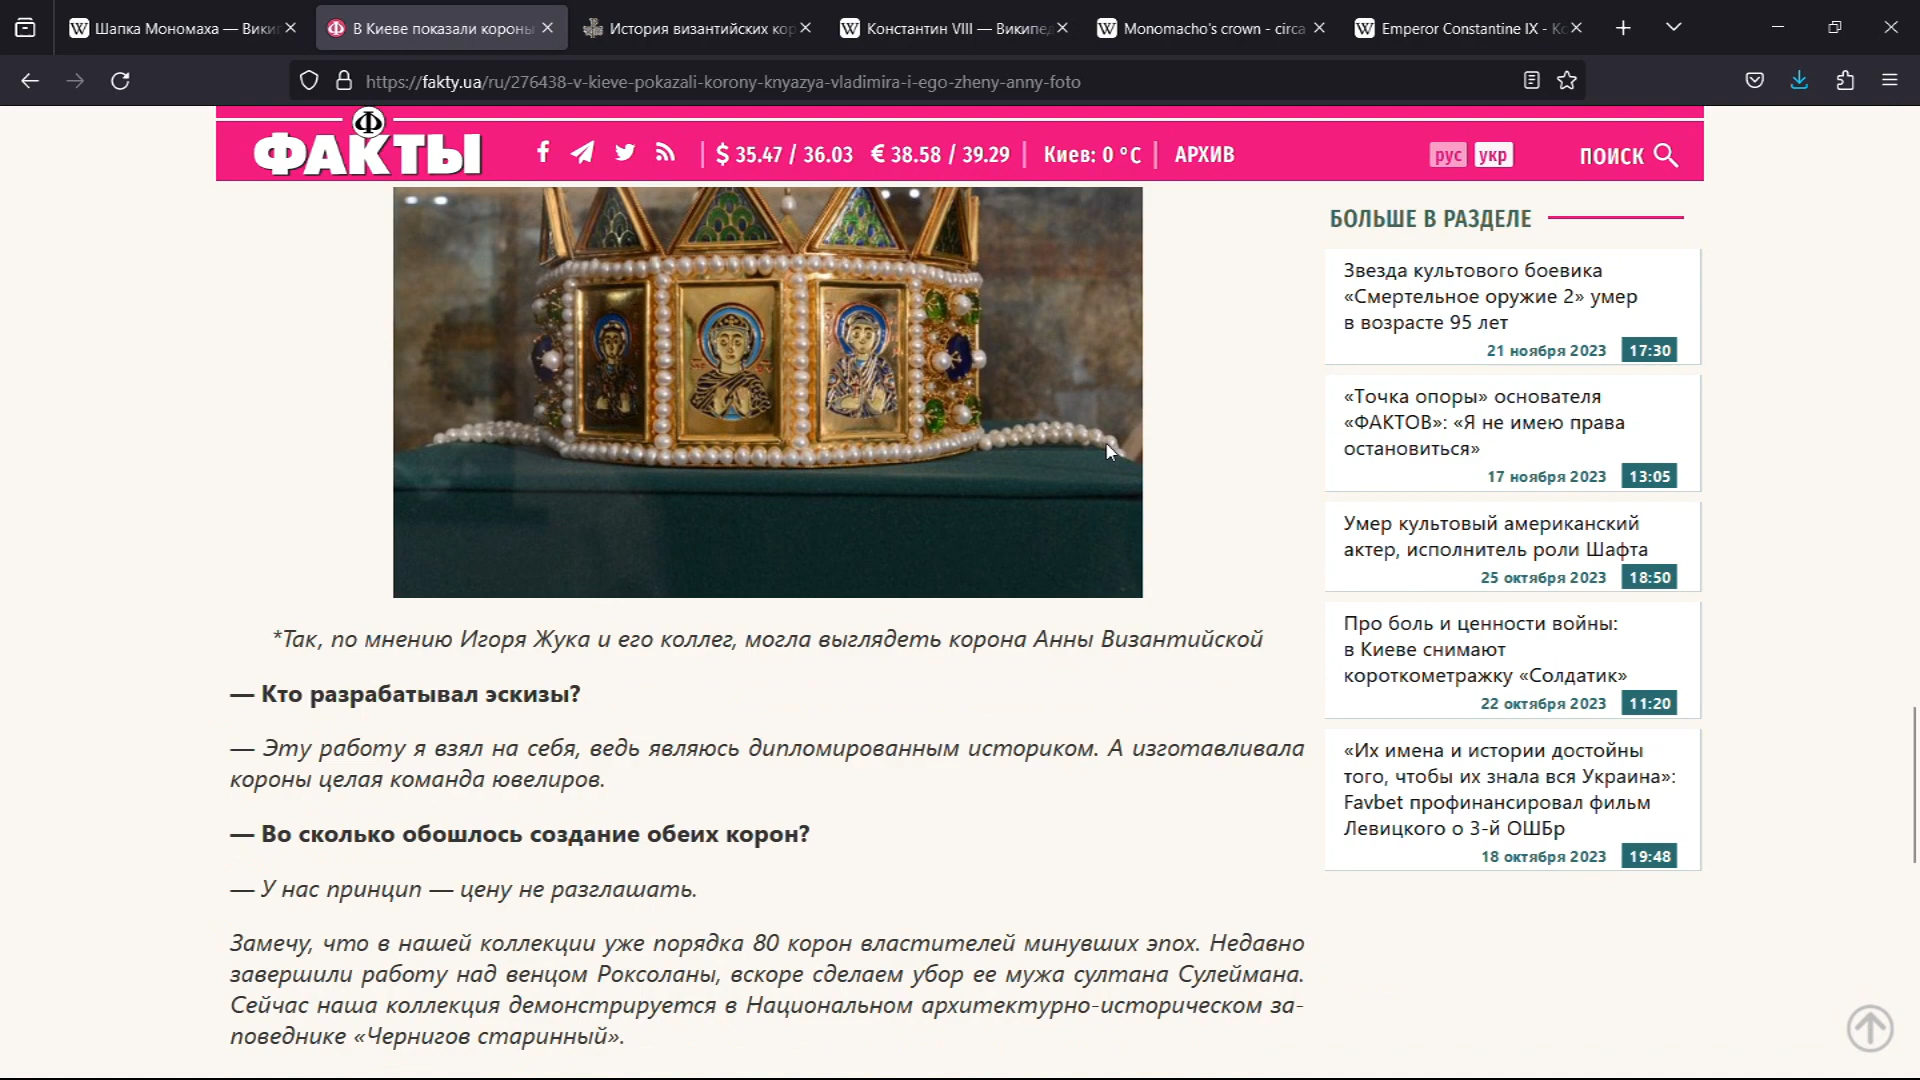 Шапка Мономаха — Вики
В Киеве показали короны
История византийских кор
Константин VIII — Википе
Monomacho's crown - circa
Emperor Constantine IX - Ko
https://fakty.ua/ru/276438-v-kieve-pokazali-korony-knyazya-vladimira-i-ego-zheny-anny-foto
Ф
ФАКТЫ
$ 35.47 / 36.03 € 38.58 / 39.29 Киев: 0 °C АРХИВ
рус укр
ПОИСК
*Так, по мнению Игоря Жука и его коллег, могла выглядеть корона Анны Византийской
— Кто разрабатывал эскизы?
— Эту работу я взял на себя, ведь являюсь дипломированным историком. А изготавливала
короны целая команда ювелиров.
— Во сколько обошлось создание обеих корон?
— У нас принцип — цену не разглашать.
Замечу, что в нашей коллекции уже порядка 80 корон властителей минувших эпох. Недавно
завершили работу над венцом Роксоланы, вскоре сделаем убор ее мужа султана Сулеймана.
Сейчас наша коллекция демонстрируется в Национальном архитектурно-историческом за-
поведнике «Чернигов старинный».
БОЛЬШЕ В РАЗДЕЛЕ
Звезда культового боевика
«Смертельное оружие 2» умер
в возрасте 95 лет
21 ноября 2023 17:30
«Точка опоры» основателя
«ФАКТОВ»: «Я не имею права
остановиться»
17 ноября 2023 13:05
Умер культовый американский
актер, исполнитель роли Шафта
25 октября 2023 18:50
Про боль и ценности войны:
в Киеве снимают
короткометражку «Солдатик»
22 октября 2023 11:20
«Их имена и истории достойны
того, чтобы их знала вся Украина»:
Favbet профинансировал фильм
Левицкого о 3-й ОШБр
18 октября 2023 19:48